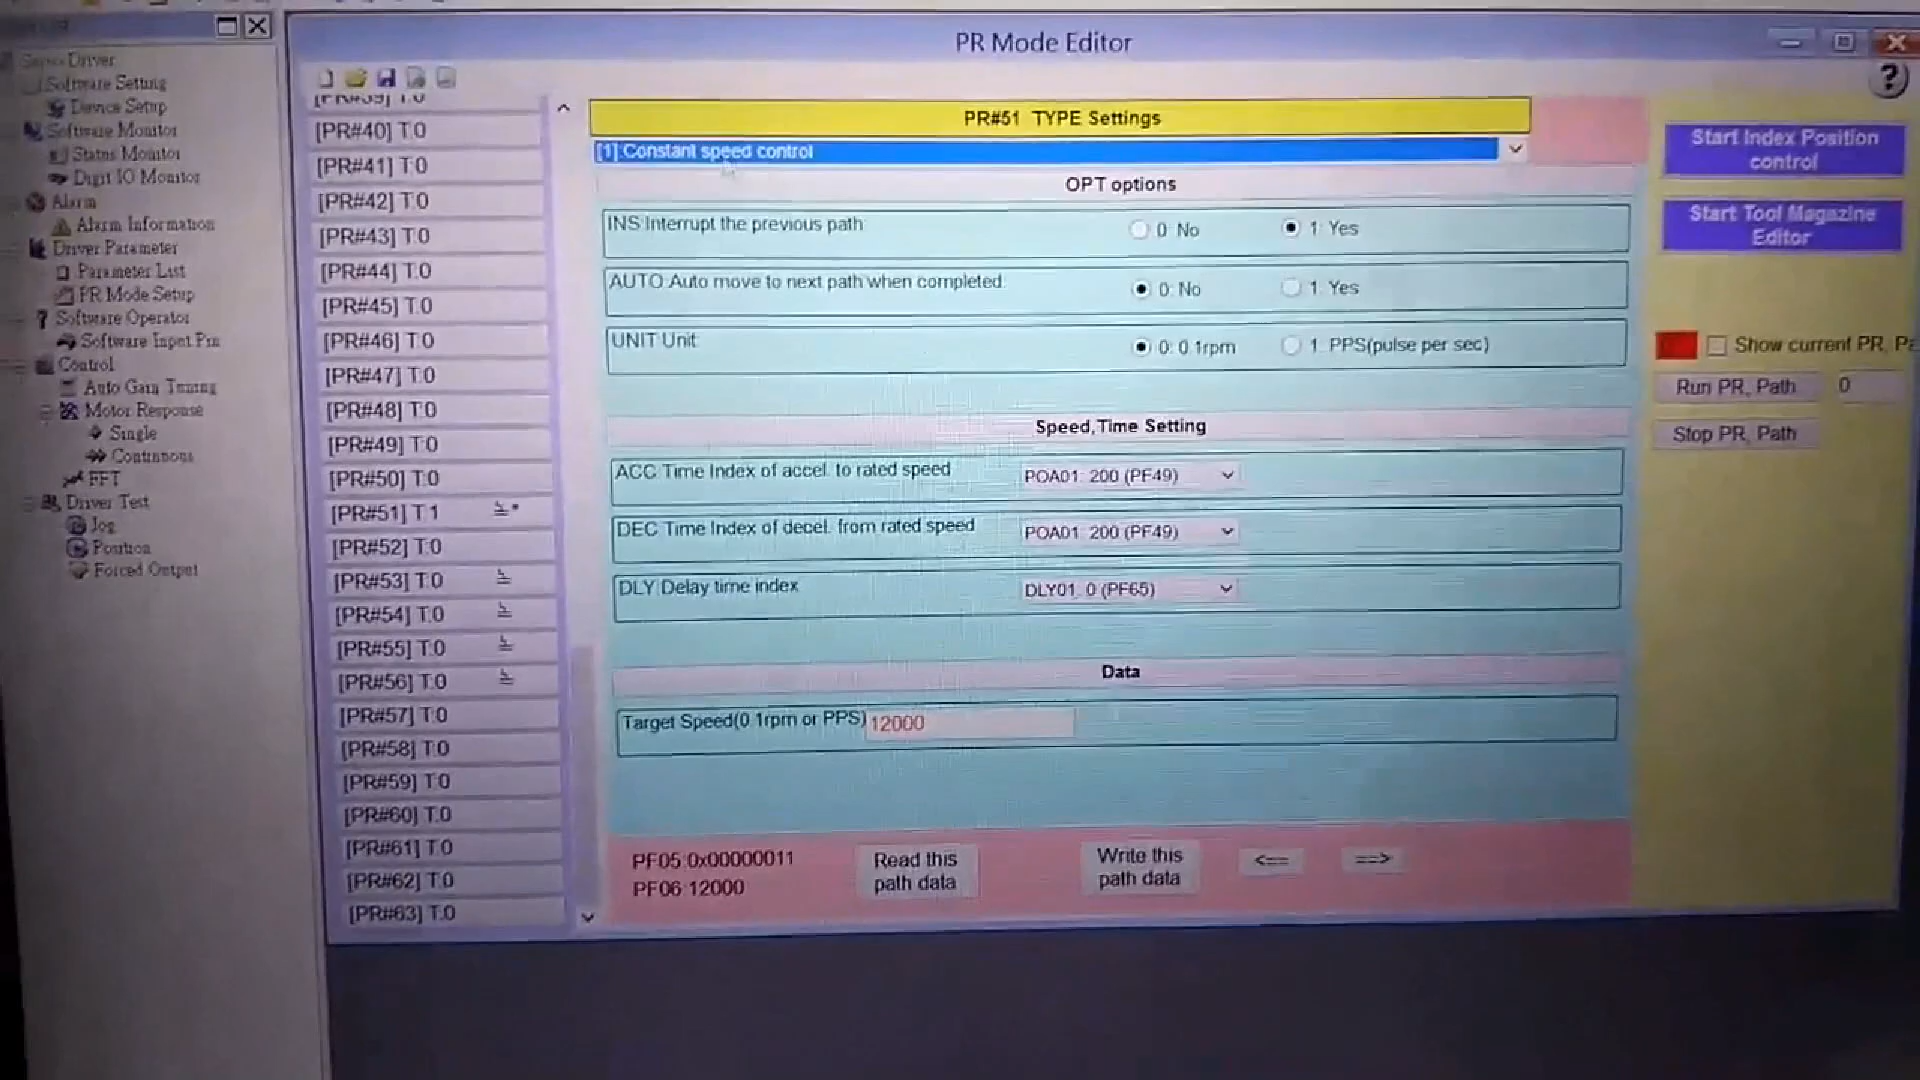 PR Mode Editor
Servo Driver
Software Setting
Device Setup
Software Monitor
Status Monitor
Digit IO Monitor
Alarm
Alarm Information
Driver Parameter
Parameter List
PR Mode Setup
Software Operator
Software Input Pin
Control
Auto Gain Tuning
Motor Response
Single
Continuous
FFT
Driver Test
Jog
Position
Forced Output
[PR#39] T:0
[PR#40] T:0
[PR#41] T:0
[PR#42] T:0
[PR#43] T:0
[PR#44] T:0
[PR#45] T:0
[PR#46] T:0
[PR#47] T:0
[PR#48] T:0
[PR#49] T:0
[PR#50] T:0
[PR#51] T:1
[PR#52] T:0
[PR#53] T:0
[PR#54] T:0
[PR#55] T:0
[PR#56] T:0
[PR#57] T:0
[PR#58] T:0
[PR#59] T:0
[PR#60] T:0
[PR#61] T:0
[PR#62] T:0
[PR#63] T:0
PR#51 TYPE Settings
[1]:Constant speed control
OPT options
INS:Interrupt the previous path
0: No
1: Yes
AUTO:Auto move to next path when completed.
0: No
1: Yes
UNIT:Unit
0: 0.1rpm
1: PPS(pulse per sec)
Speed,Time Setting
ACC:Time Index of accel. to rated speed
POA01: 200 (PF49)
DEC:Time Index of decel. from rated speed
POA01: 200 (PF49)
DLY:Delay time index
DLY01: 0 (PF65)
Data
Target Speed(0.1rpm or PPS)
12000
PF05:0x00000011
PF06:12000
Read this
path data
Write this
path data
<==
==>
?
Start Index Position
control
Start Tool Magazine
Editor
Show current PR, Pa
Run PR, Path
0
Stop PR, Path